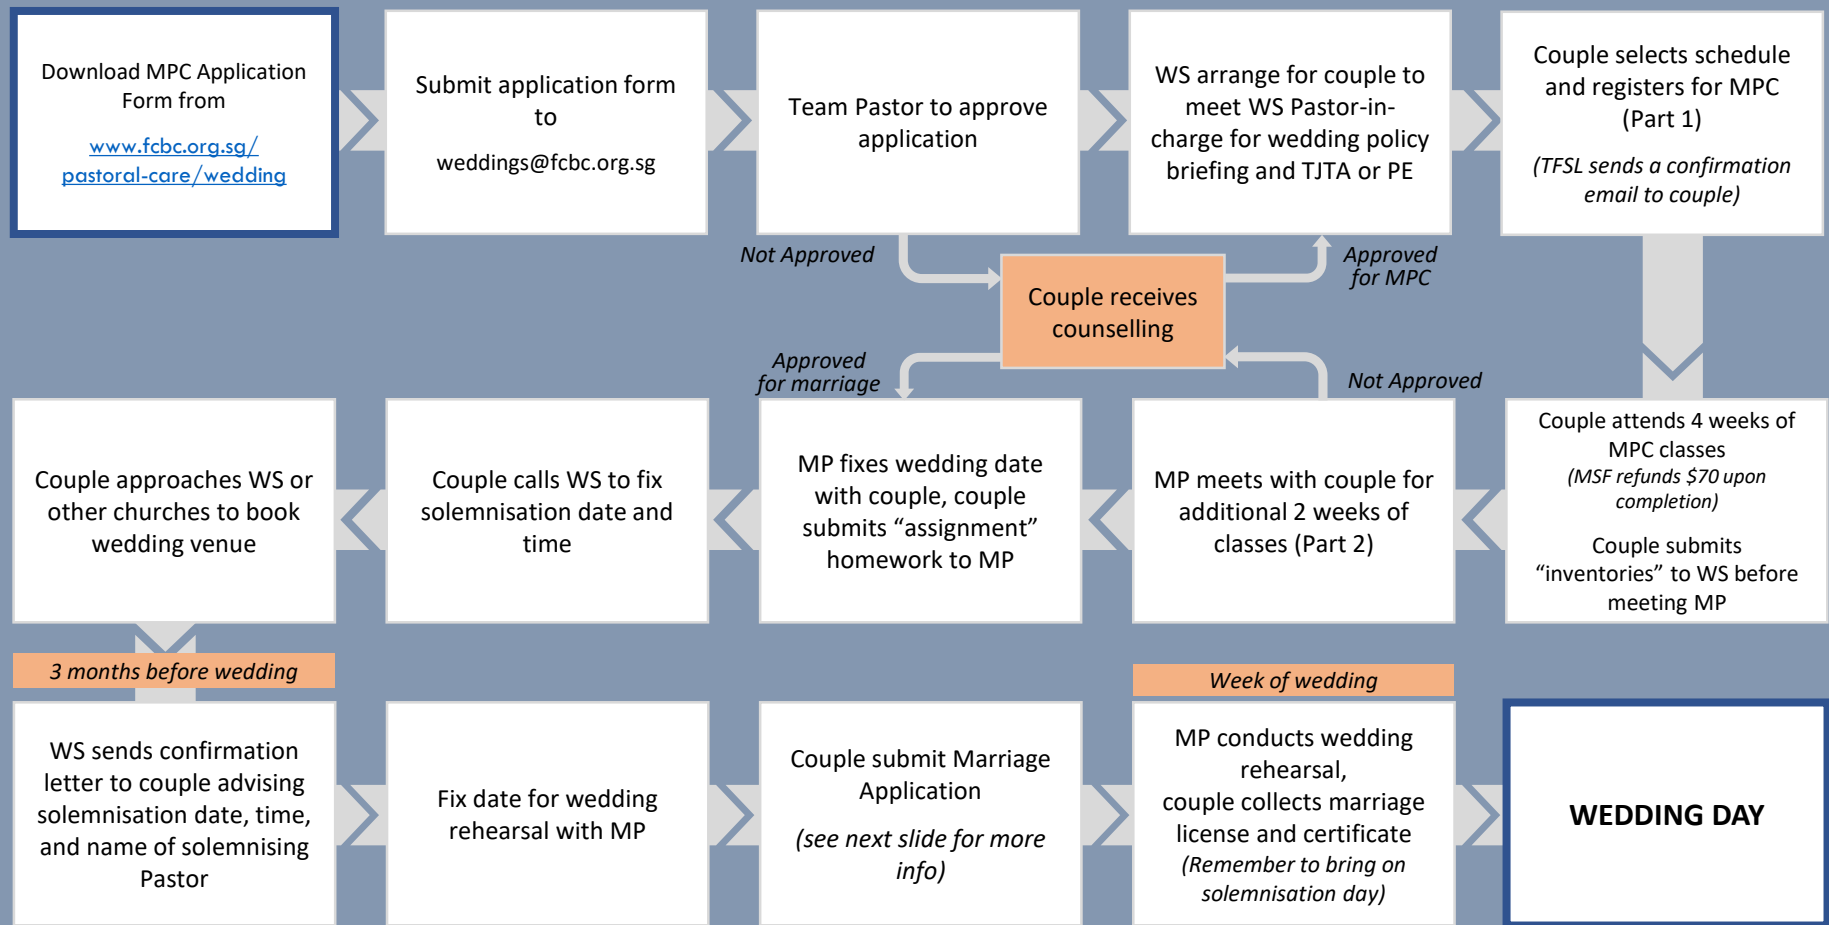 Download MPC Application
Form from
www.fcbc.org.sg/
pastoral-care/wedding
Submit application form
to
weddings@fcbc.org.sg
Team Pastor to approve
application
WS arrange for couple to
meet WS Pastor-in-
charge for wedding policy
briefing and TJTA or PE
Couple selects schedule
and registers for MPC
(Part 1)
(TFSL sends a confirmation
email to couple)
Not Approved
Couple receives
counselling
Approved
for MPC
Approved
for marriage
Not Approved
Couple attends 4 weeks of
MPC classes
(MSF refunds $70 upon
completion)
Couple submits
“inventories” to WS before
meeting MP
MP meets with couple for
additional 2 weeks of
classes (Part 2)
MP fixes wedding date
with couple, couple
submits “assignment”
homework to MP
Couple calls WS to fix
solemnisation date and
time
Couple approaches WS or
other churches to book
wedding venue
3 months before wedding
WS sends confirmation
letter to couple advising
solemnisation date, time,
and name of solemnising
Pastor
Fix date for wedding
rehearsal with MP
Couple submit Marriage
Application
(see next slide for more
info)
Week of wedding
MP conducts wedding
rehearsal,
couple collects marriage
license and certificate
(Remember to bring on
solemnisation day)
WEDDING DAY